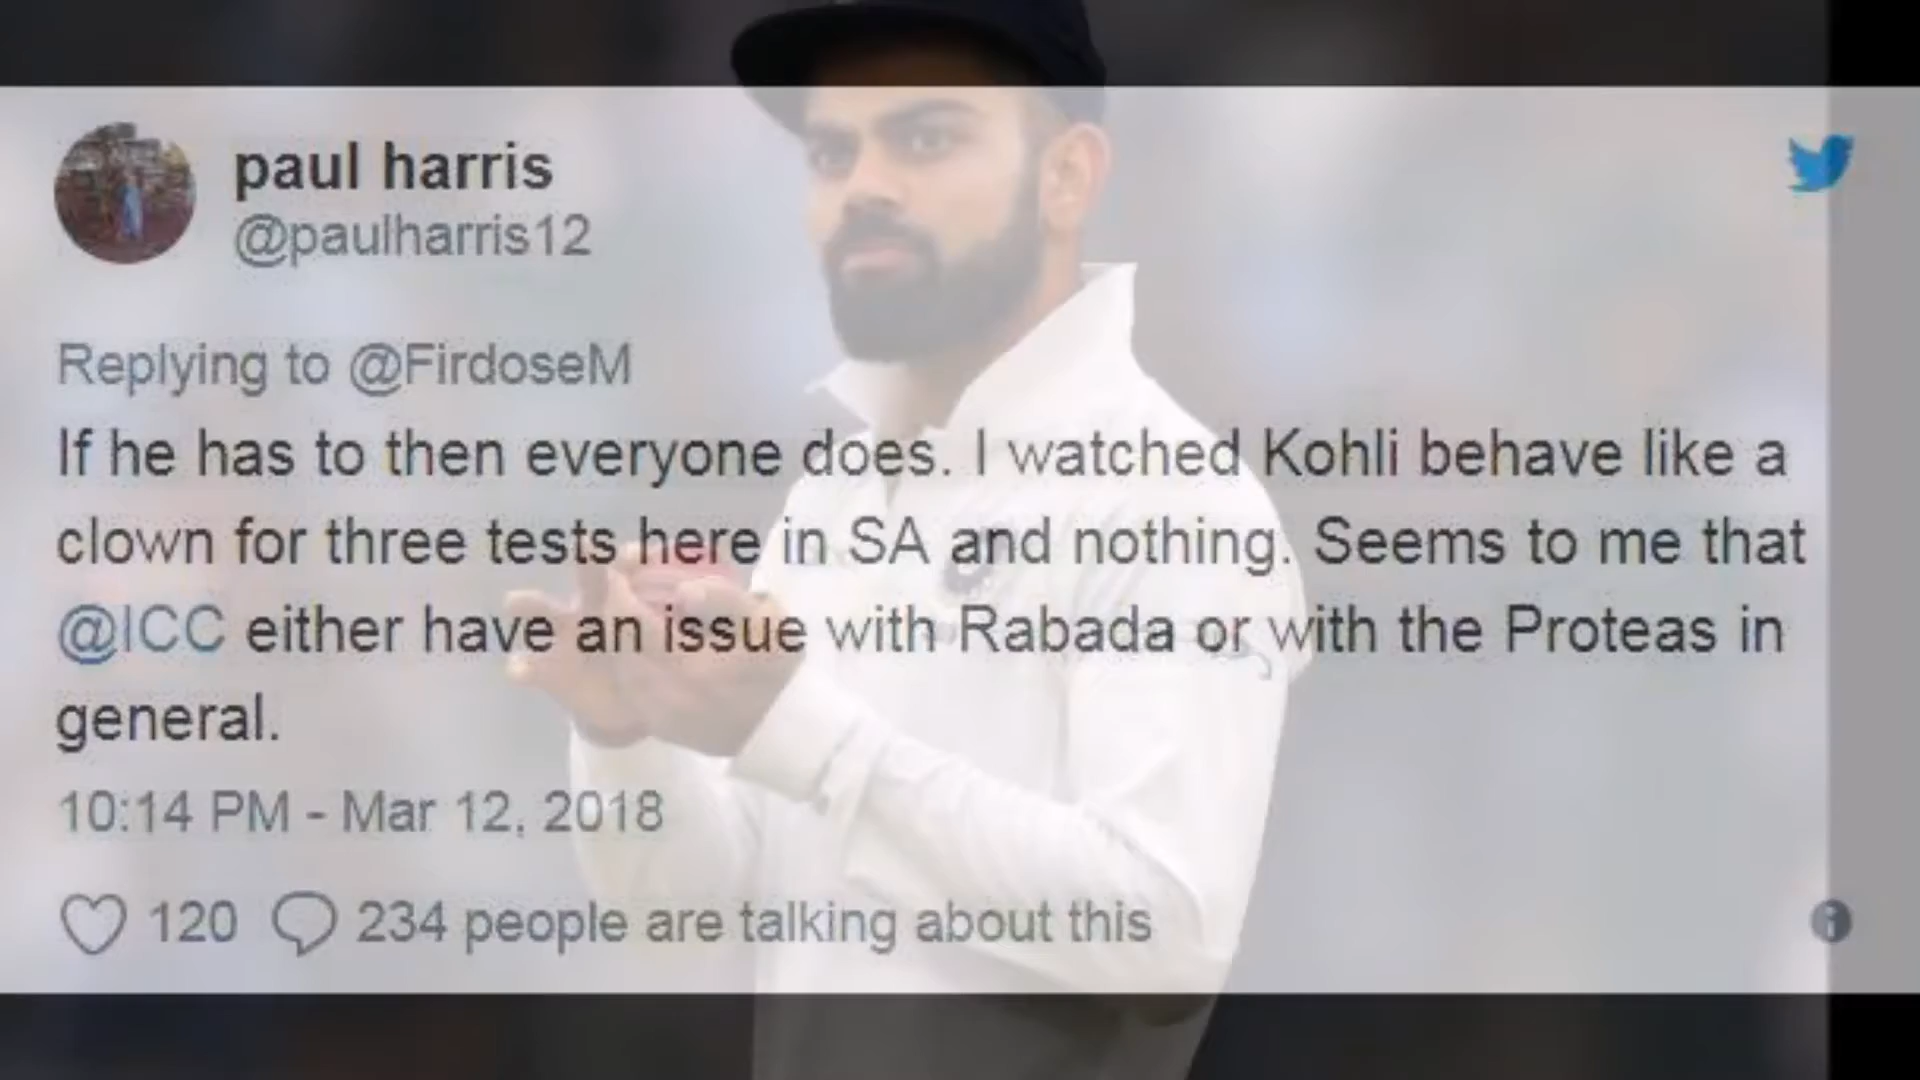 paul harris
@paulharris12
Replying to @FirdoseM
If he has to then everyone does. I watched Kohli behave like a
clown for three tests here in SA and nothing. Seems to me that
@ICC either have an issue with Rabada or with the Proteas in
general.
10:14 PM - Mar 12, 2018
120 234 people are talking about this